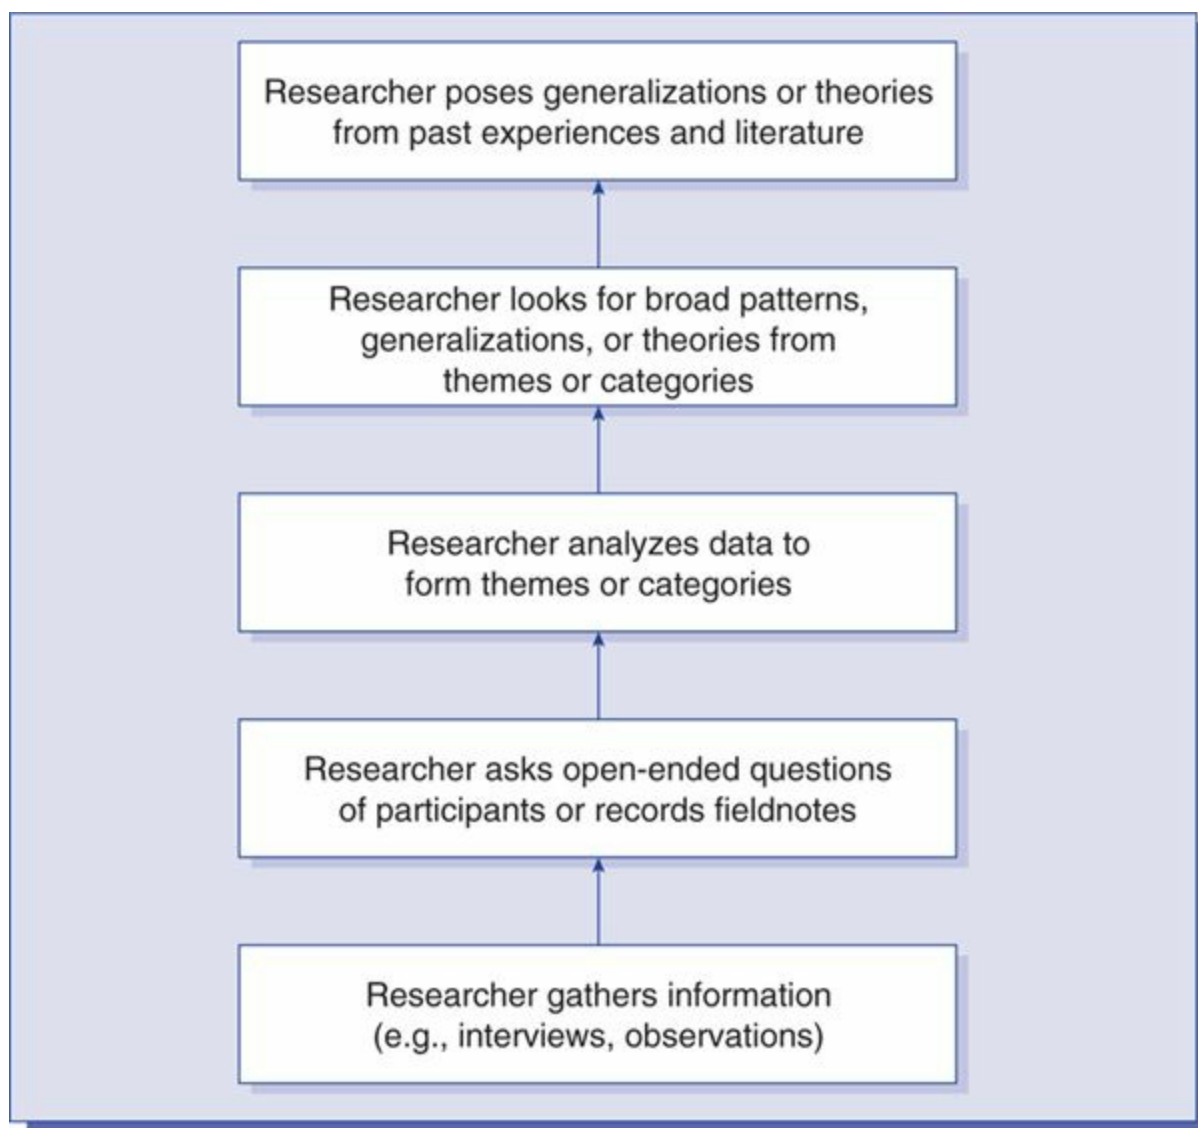 Researcher poses generalizations or theories
from past experiences and literature
Researcher looks for broad patterns,
generalizations, or theories from
themes or categories
Researcher analyzes data to
form themes or categories
Researcher asks open-ended questions
of participants or records fieldnotes
Researcher gathers information
(e.g., interviews, observations)